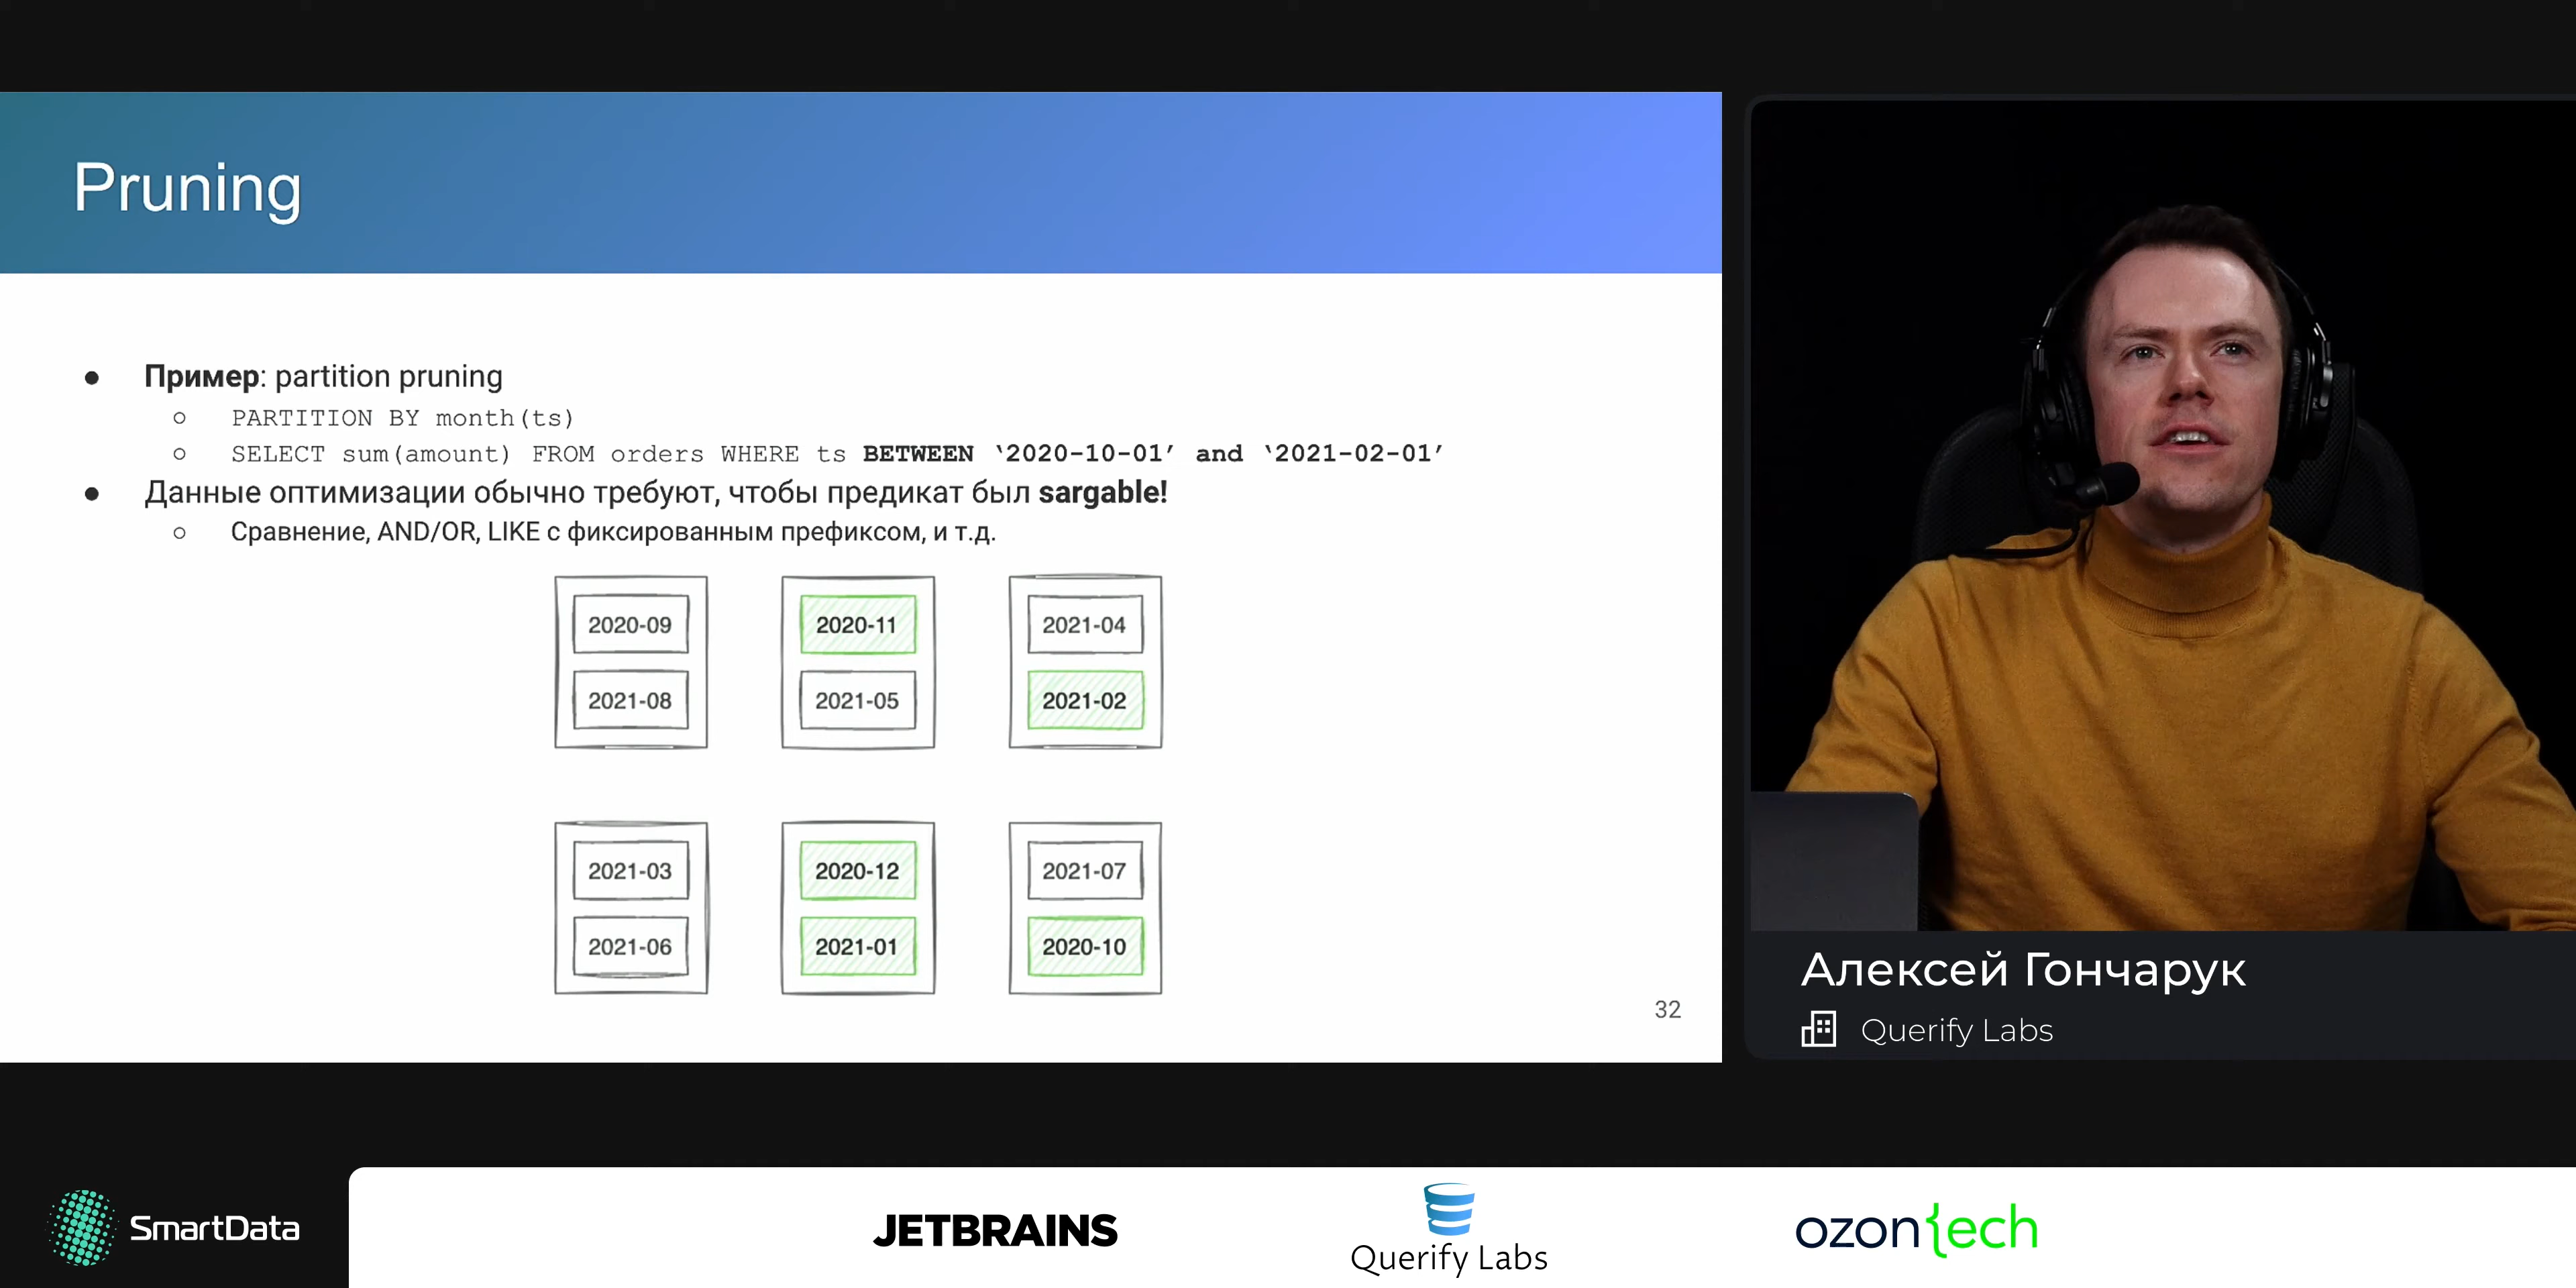 Pruning
● Пример: partition pruning
○ PARTITION BY month(ts)
○ SELECT sum(amount) FROM orders WHERE ts BETWEEN ‘2020-10-01’ and ‘2021-02-01’
● Данные оптимизации обычно требуют, чтобы предикат был sargable!
○ Сравнение, AND/OR, LIKE с фиксированным префиксом, и т.д.
2020-09
2021-08
2020-11
2021-05
2021-04
2021-02
2021-03
2021-06
2020-12
2021-01
2021-07
2020-10
32
Алексей Гончарук
Querify Labs
SmartData
JETBRAINS
Querify Labs
ozon{ech